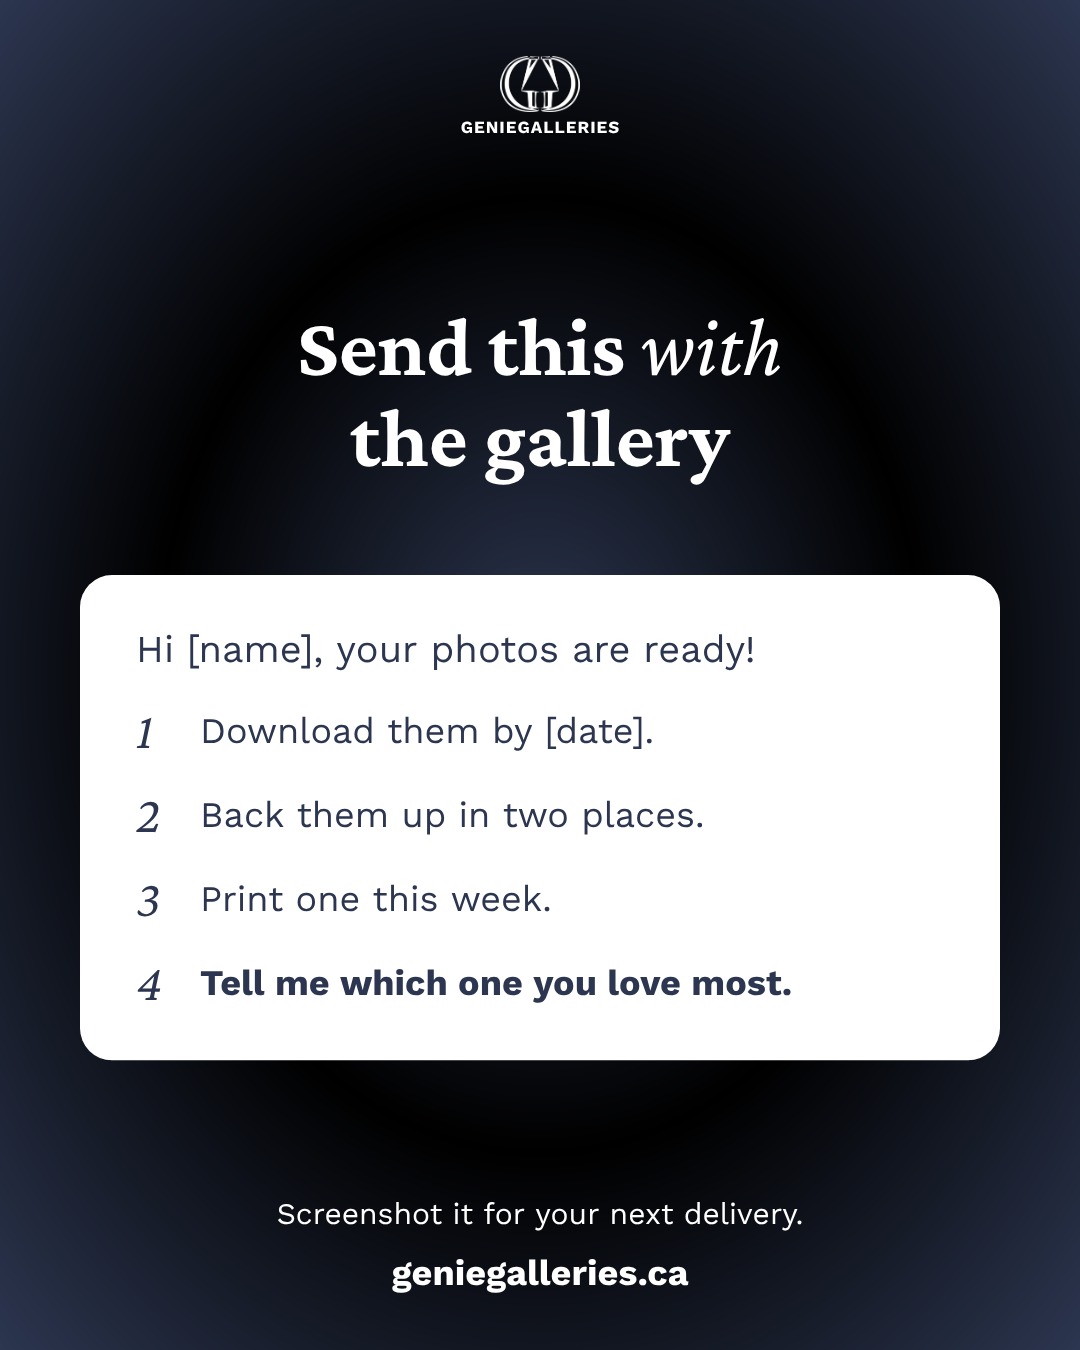 GENIEGALLERIES
Send this with
the gallery
Hi [name], your photos are ready!
1 Download them by [date].
2 Back them up in two places.
3 Print one this week.
4 Tell me which one you love most.
Screenshot it for your next delivery.
geniegalleries.ca